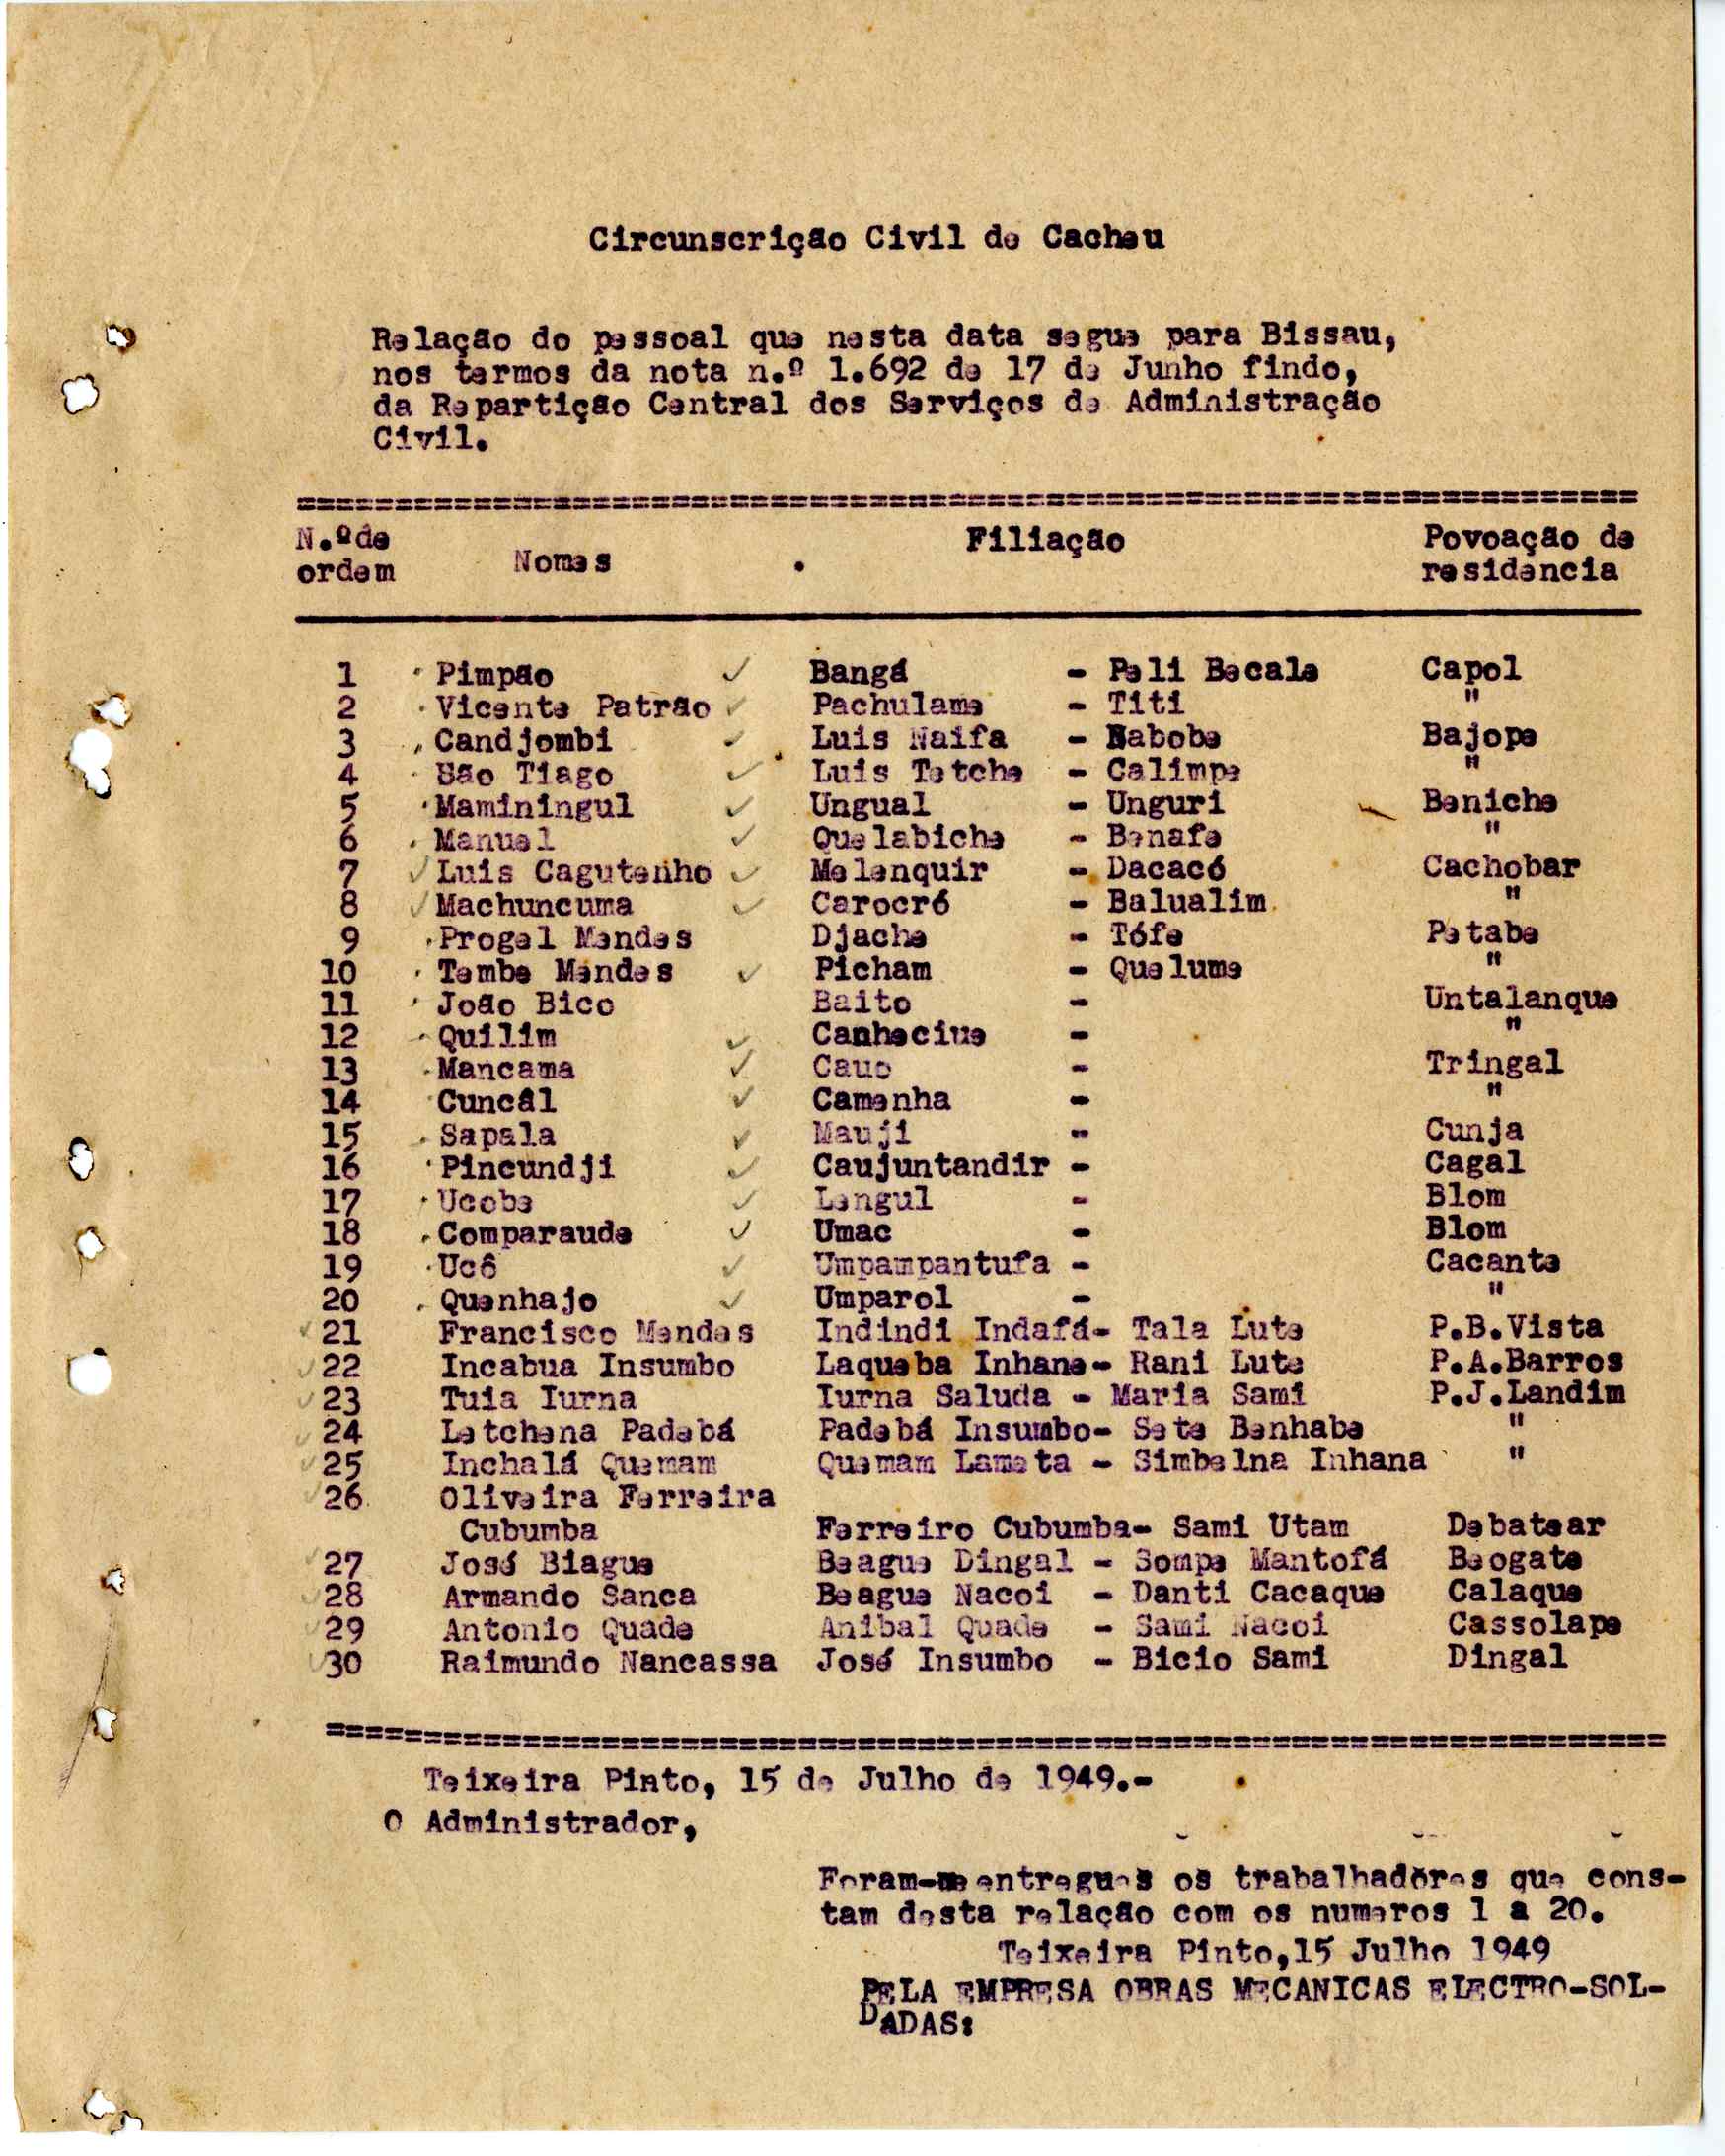 Circunscrição Civil de Cacheu
Relação do pessoal que nesta data segue para Bissau,
nos termos da nota n.º 1.692 de 17 de Junho findo,
da Repartição Central dos Serviços de Administração
Civil.
N.º de ordem Nomes Filiação Povoação de residencia
1 Pimpão Bangá - Peli Becale Capol
2 Vicente Patrão Pachulame - Titi "
3 Candjombi Luis Naifa - Nabobe Bajope
4 São Tiago Luis Tetche - Calimpe "
5 Maminingul Ungual - Unguri Beniche
6 Manuel Quelabiche - Benafe "
7 Luis Cagutenho Melenquir - Dacacó Cachobar
8 Machuncuma Carocró - Balualim "
9 Progel Mendes Djache - Tófe Petabe
10 Tembe Mendes Picham - Quelume "
11 João Bico Baito - Untalanque
12 Quilim Canhecius - "
13 Mancama Cauo - Tringal
14 Cuncâl Camenha - "
15 Sapala Mauji - Cunja
16 Pincundji Caujuntandir - Cagal
17 Ucobe Lengul - Blom
18 Comparaude Umac - Blom
19 Ucô Umpampantufa - Cacante
20 Quenhajo Umparol - "
21 Francisco Mendes Indindi Indafá- Tala Lute P.B.Vista
22 Incabua Insumbo Laqueba Inhane- Rani Lute P.A.Barros
23 Tuia Iurna Iurna Saluda - Maria Sami P.J.Landim
24 Letchena Padebá Padebá Insumbo- Sete Benhabe "
25 Inchalá Quemam Quemam Lameta - Simbelna Inhana "
26 Oliveira Ferreira
Cubumba Ferreiro Cubumba- Sami Utam Debatear
27 José Biague Beague Dingal - Sompe Mantofá Beogate
28 Armando Sanca Beague Nacoi - Danti Cacaque Calaque
29 Antonio Quade Anibal Quade - Sami Nacoi Cassolape
30 Raimundo Nancassa José Insumbo - Bicio Sami Dingal
Teixeira Pinto, 15 de Julho de 1949.-
O Administrador,
Foram-me entregues os trabalhadores que cons-
tam desta relação com os numeros 1 a 20.
Teixeira Pinto,15 Julho 1949
PELA EMPRESA OBRAS MECANICAS ELECTRO-SOL-
DADAS: